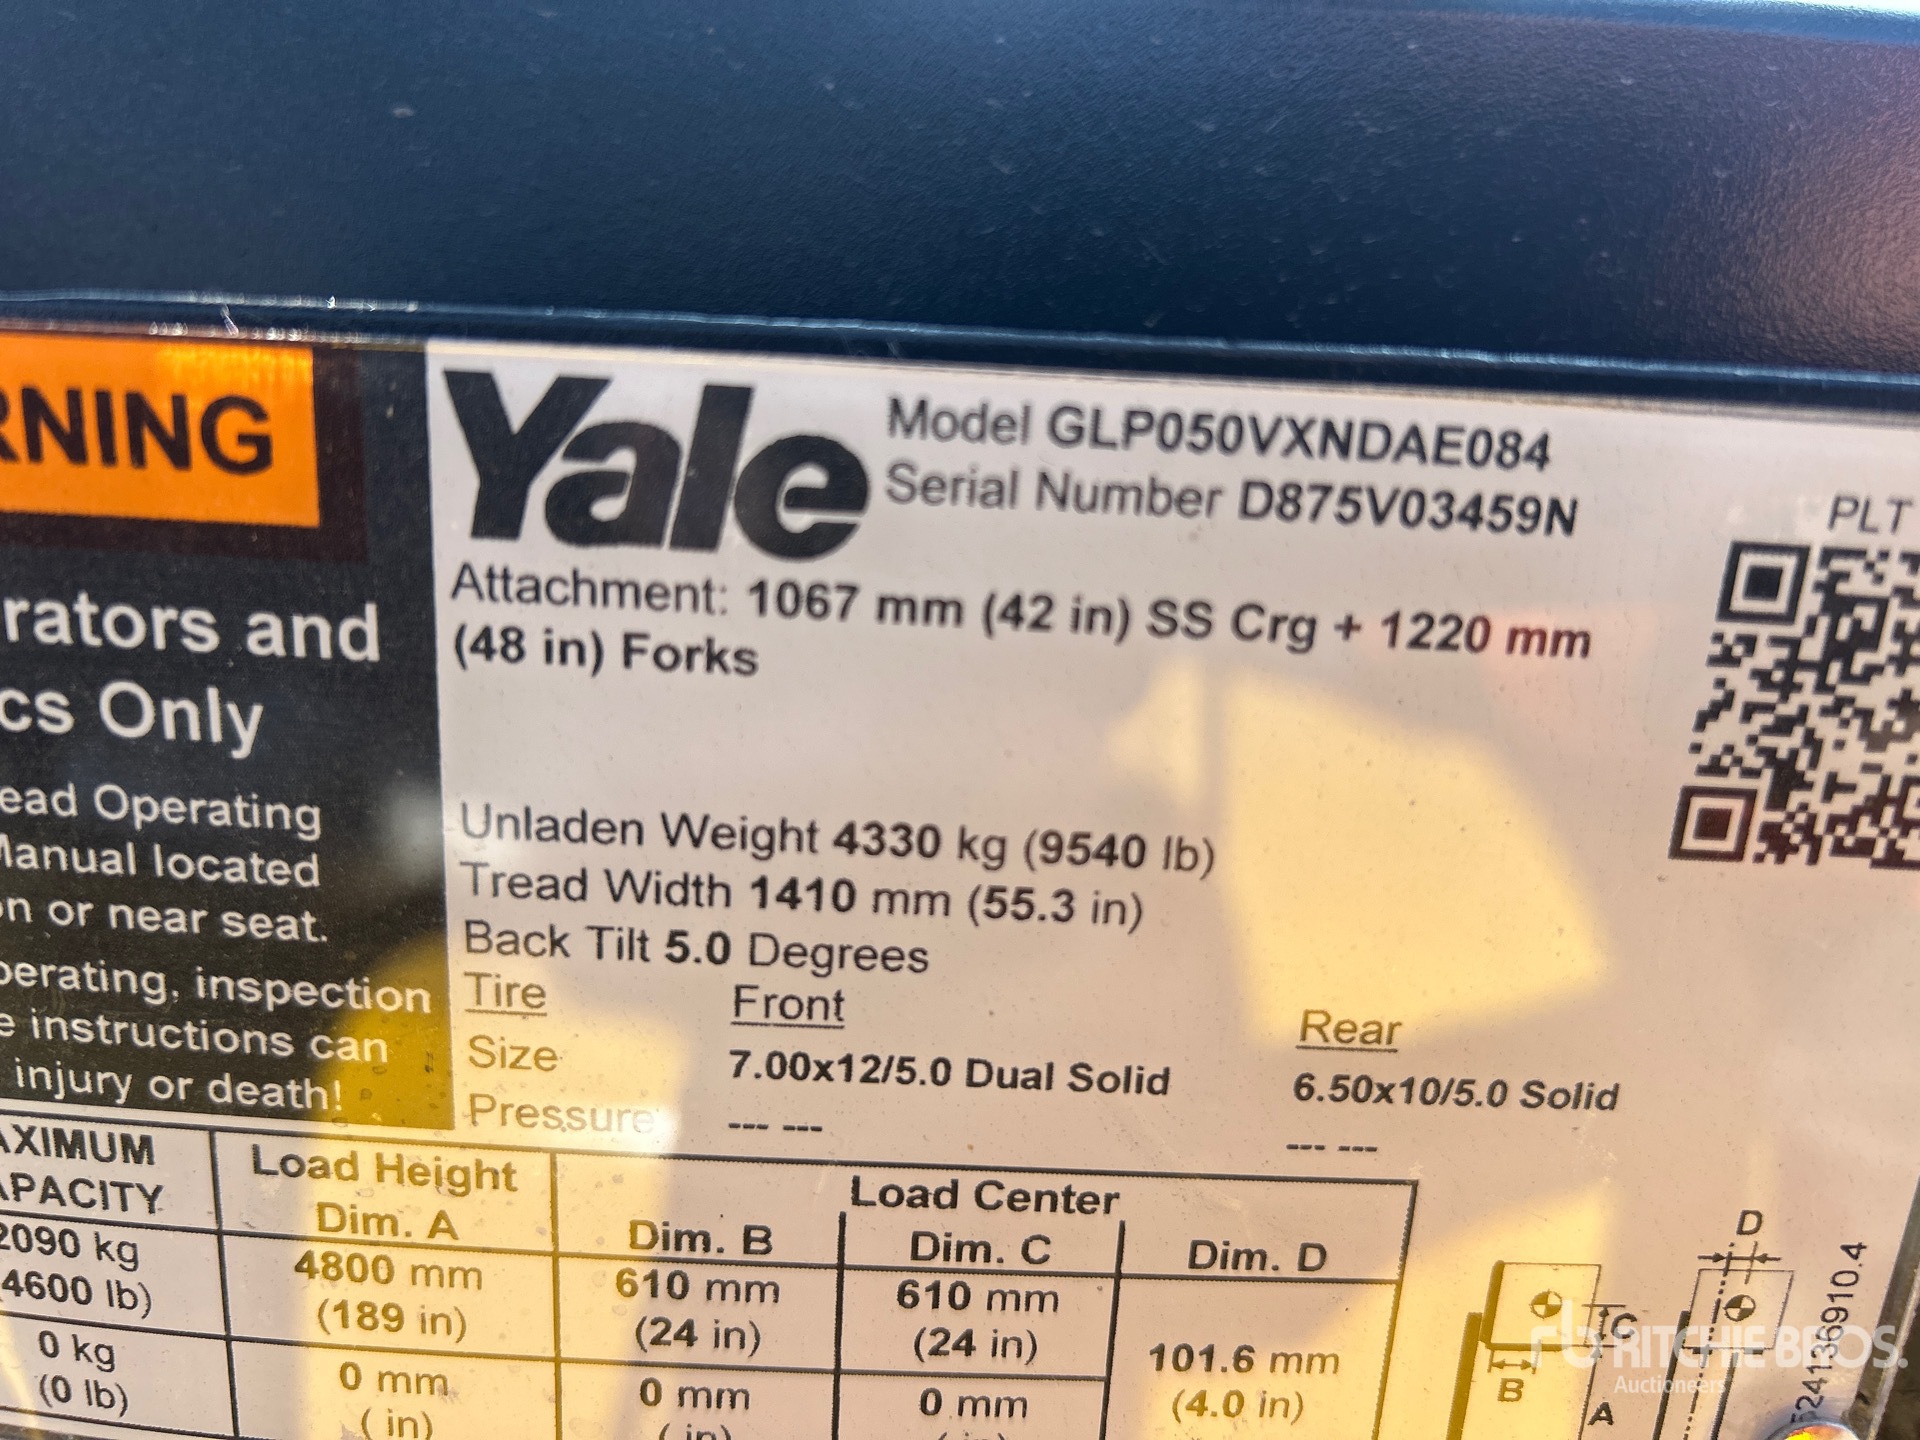 RNING
rators and
cs Only
ead Operating
Manual located
on or near seat.
perating, inspection
e instructions can
injury or death!
Yale
Model GLP050VXNDAE084
Serial Number D875V03459N
PLT
Attachment: 1067 mm (42 in) SS Crg + 1220 mm
(48 in) Forks
Unladen Weight 4330 kg (9540 lb)
Tread Width 1410 mm (55.3 in)
Back Tilt 5.0 Degrees
Tire Front Rear
Size 7.00x12/5.0 Dual Solid 6.50x10/5.0 Solid
Pressure --- --- --- ---
AXIMUM Load Height Load Center
APACITY Dim. A Dim. B Dim. C Dim. D
2090 kg 4800 mm 610 mm 610 mm 101.6 mm
4600 lb) (189 in) (24 in) (24 in) (4.0 in)
0 kg 0 mm 0 mm 0 mm
(0 lb) ( in) ( in) ( in)
D
C
B
A
524136910.4
rb RITCHIE BROS.
Auctioneers